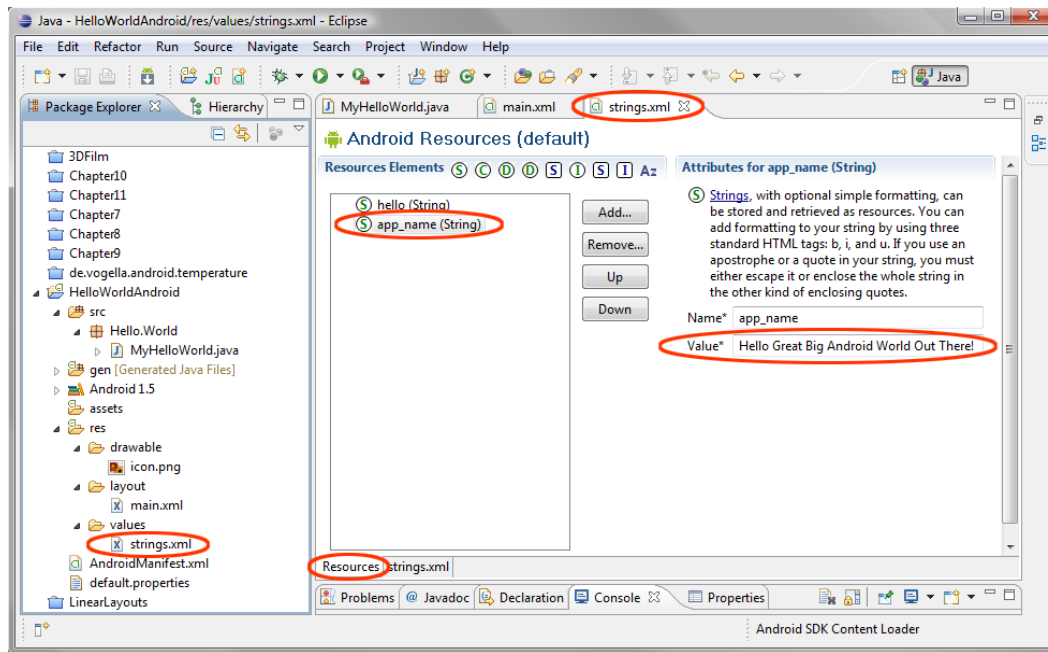 Java - HelloWorldAndroid/res/values/strings.xml - Eclipse
File Edit Refactor Run Source Navigate Search Project Window Help
Java
Package Explorer Hierarchy
3DFilm
Chapter10
Chapter11
Chapter7
Chapter8
Chapter9
de.vogella.android.temperature
HelloWorldAndroid
src
Hello.World
MyHelloWorld.java
gen [Generated Java Files]
Android 1.5
assets
res
drawable
icon.png
layout
main.xml
values
strings.xml
AndroidManifest.xml
default.properties
LinearLayouts
MyHelloWorld.java main.xml strings.xml
Android Resources (default)
Resources Elements S C D D S I S I Az
S hello (String)
S app_name (String)
Add...
Remove...
Up
Down
Attributes for app_name (String)
S Strings, with optional simple formatting, can
be stored and retrieved as resources. You can
add formatting to your string by using three
standard HTML tags: b, i, and u. If you use an
apostrophe or a quote in your string, you must
either escape it or enclose the whole string in
the other kind of enclosing quotes.
Name* app_name
Value* Hello Great Big Android World Out There!
Resources strings.xml
Problems @ Javadoc Declaration Console Properties
Android SDK Content Loader